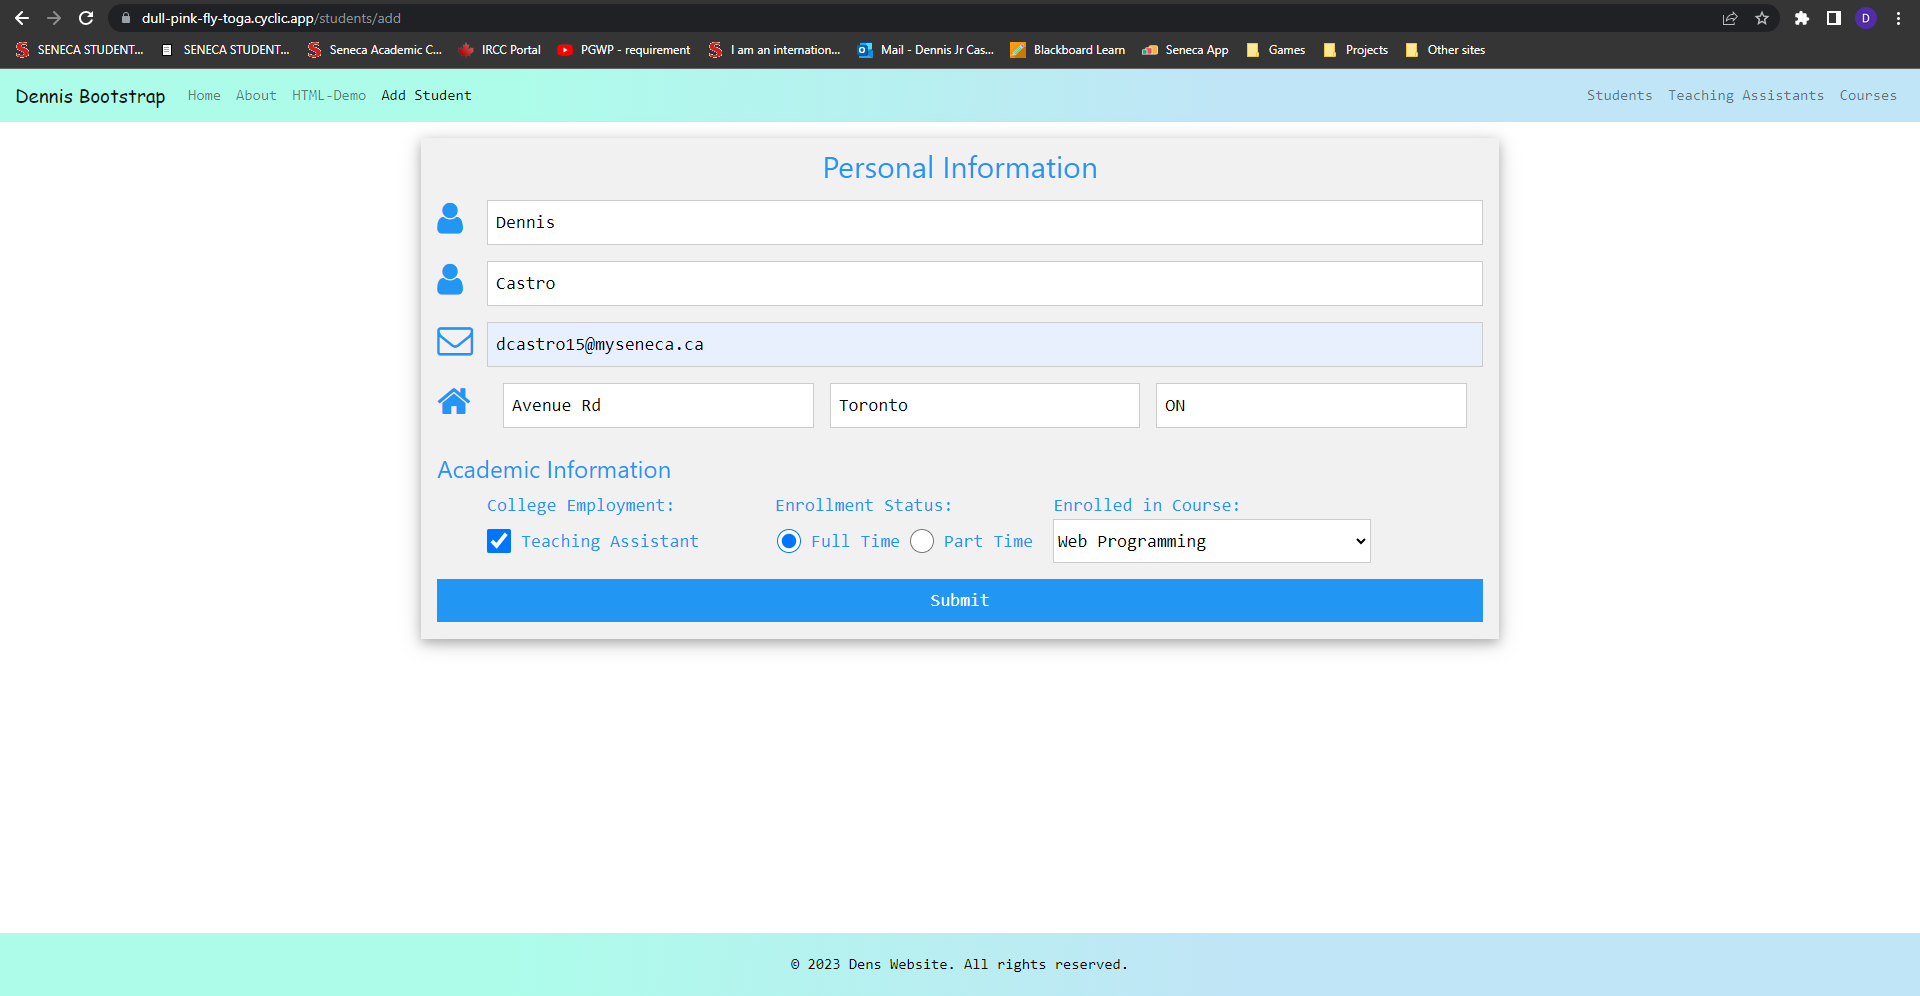 dull-pink-fly-toga.cyclic.app/students/add
D
SENECA STUDENT... SENECA STUDENT... Seneca Academic C... IRCC Portal PGWP - requirement I am an internation... Mail - Dennis Jr Cas... Blackboard Learn Seneca App Games Projects Other sites
Dennis Bootstrap Home About HTML-Demo Add Student Students Teaching Assistants Courses
Personal Information
Dennis
Castro
dcastro15@myseneca.ca
Avenue Rd Toronto ON
Academic Information
College Employment: Enrollment Status: Enrolled in Course:
Teaching Assistant Full Time Part Time Web Programming
Submit
© 2023 Dens Website. All rights reserved.